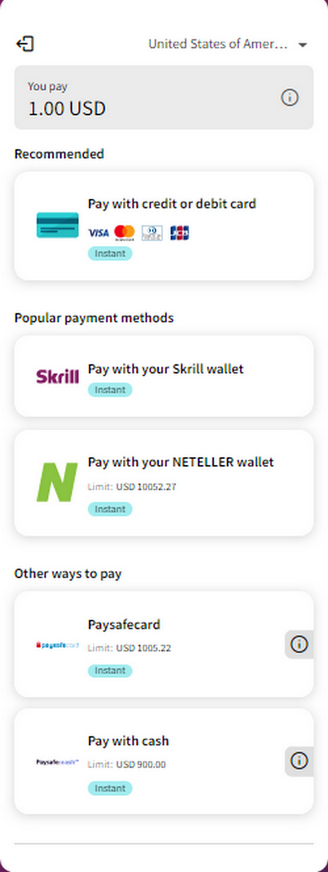 United States of Amer...
You pay
1.00 USD
Recommended
Pay with credit or debit card
VISA
JCB
Instant
Popular payment methods
Skrill
Pay with your Skrill wallet
Instant
N
Pay with your NETELLER wallet
Limit: USD 10052.27
Instant
Other ways to pay
Paysafecard
paysafecard
Limit: USD 1005.22
Instant
Pay with cash
Paysafecash
Limit: USD 900.00
Instant